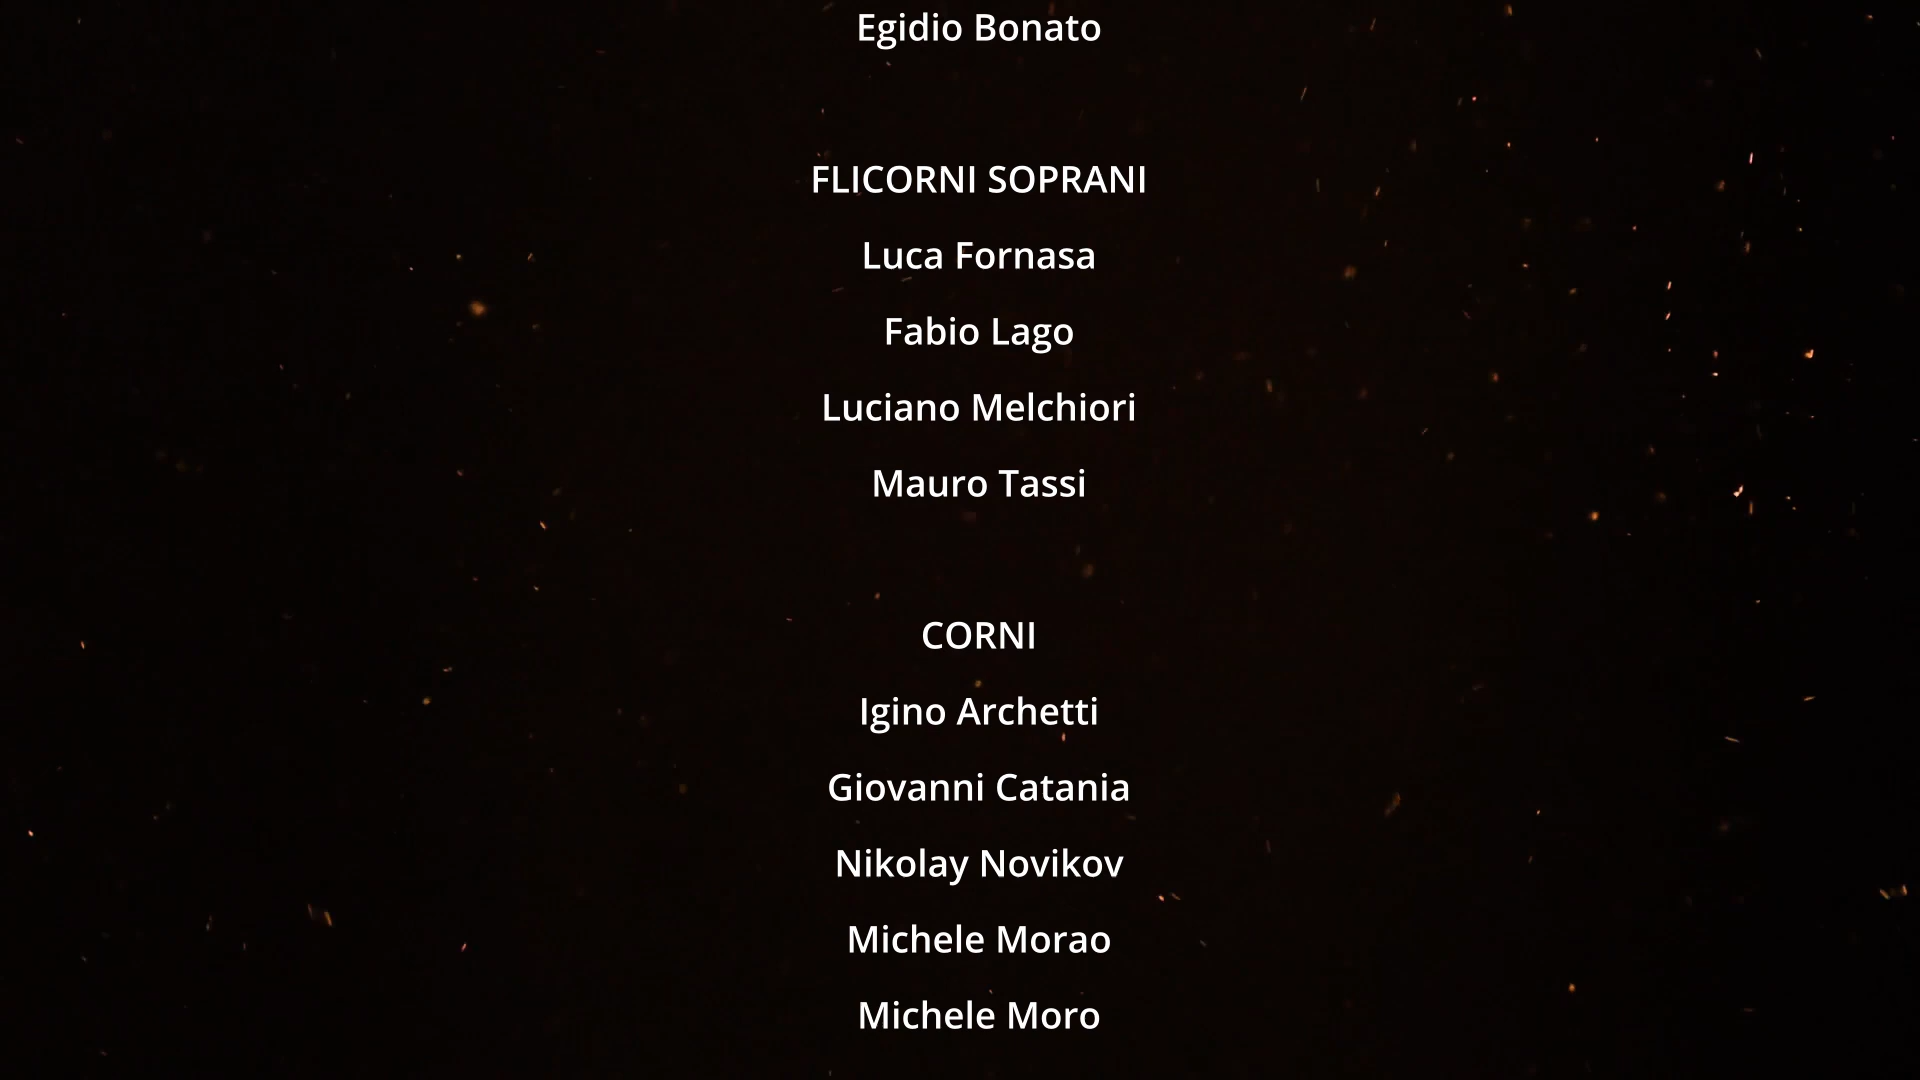 Egidio Bonato
FLICORNI SOPRANI
Luca Fornasa
Fabio Lago
Luciano Melchiori
Mauro Tassi
CORNI
Igino Archetti
Giovanni Catania
Nikolay Novikov
Michele Morao
Michele Moro